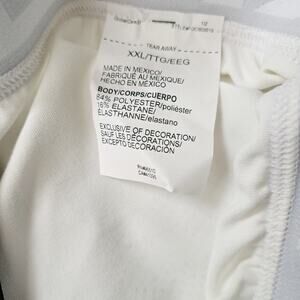 TEAR AWAY
XXL/TTG/EEG
MADE IN MEXICO/
FABRIQUÉ AU MEXIQUE/
HECHO EN MÉXICO
BODY/CORPS/CUERPO
84% POLYESTER/poliéster
16% ELASTANE/
ELASTHANNE/elastano
EXCLUSIVE OF DECORATION/
SAUF LES DÉCORATIONS/
EXCEPTO DECORACIÓN